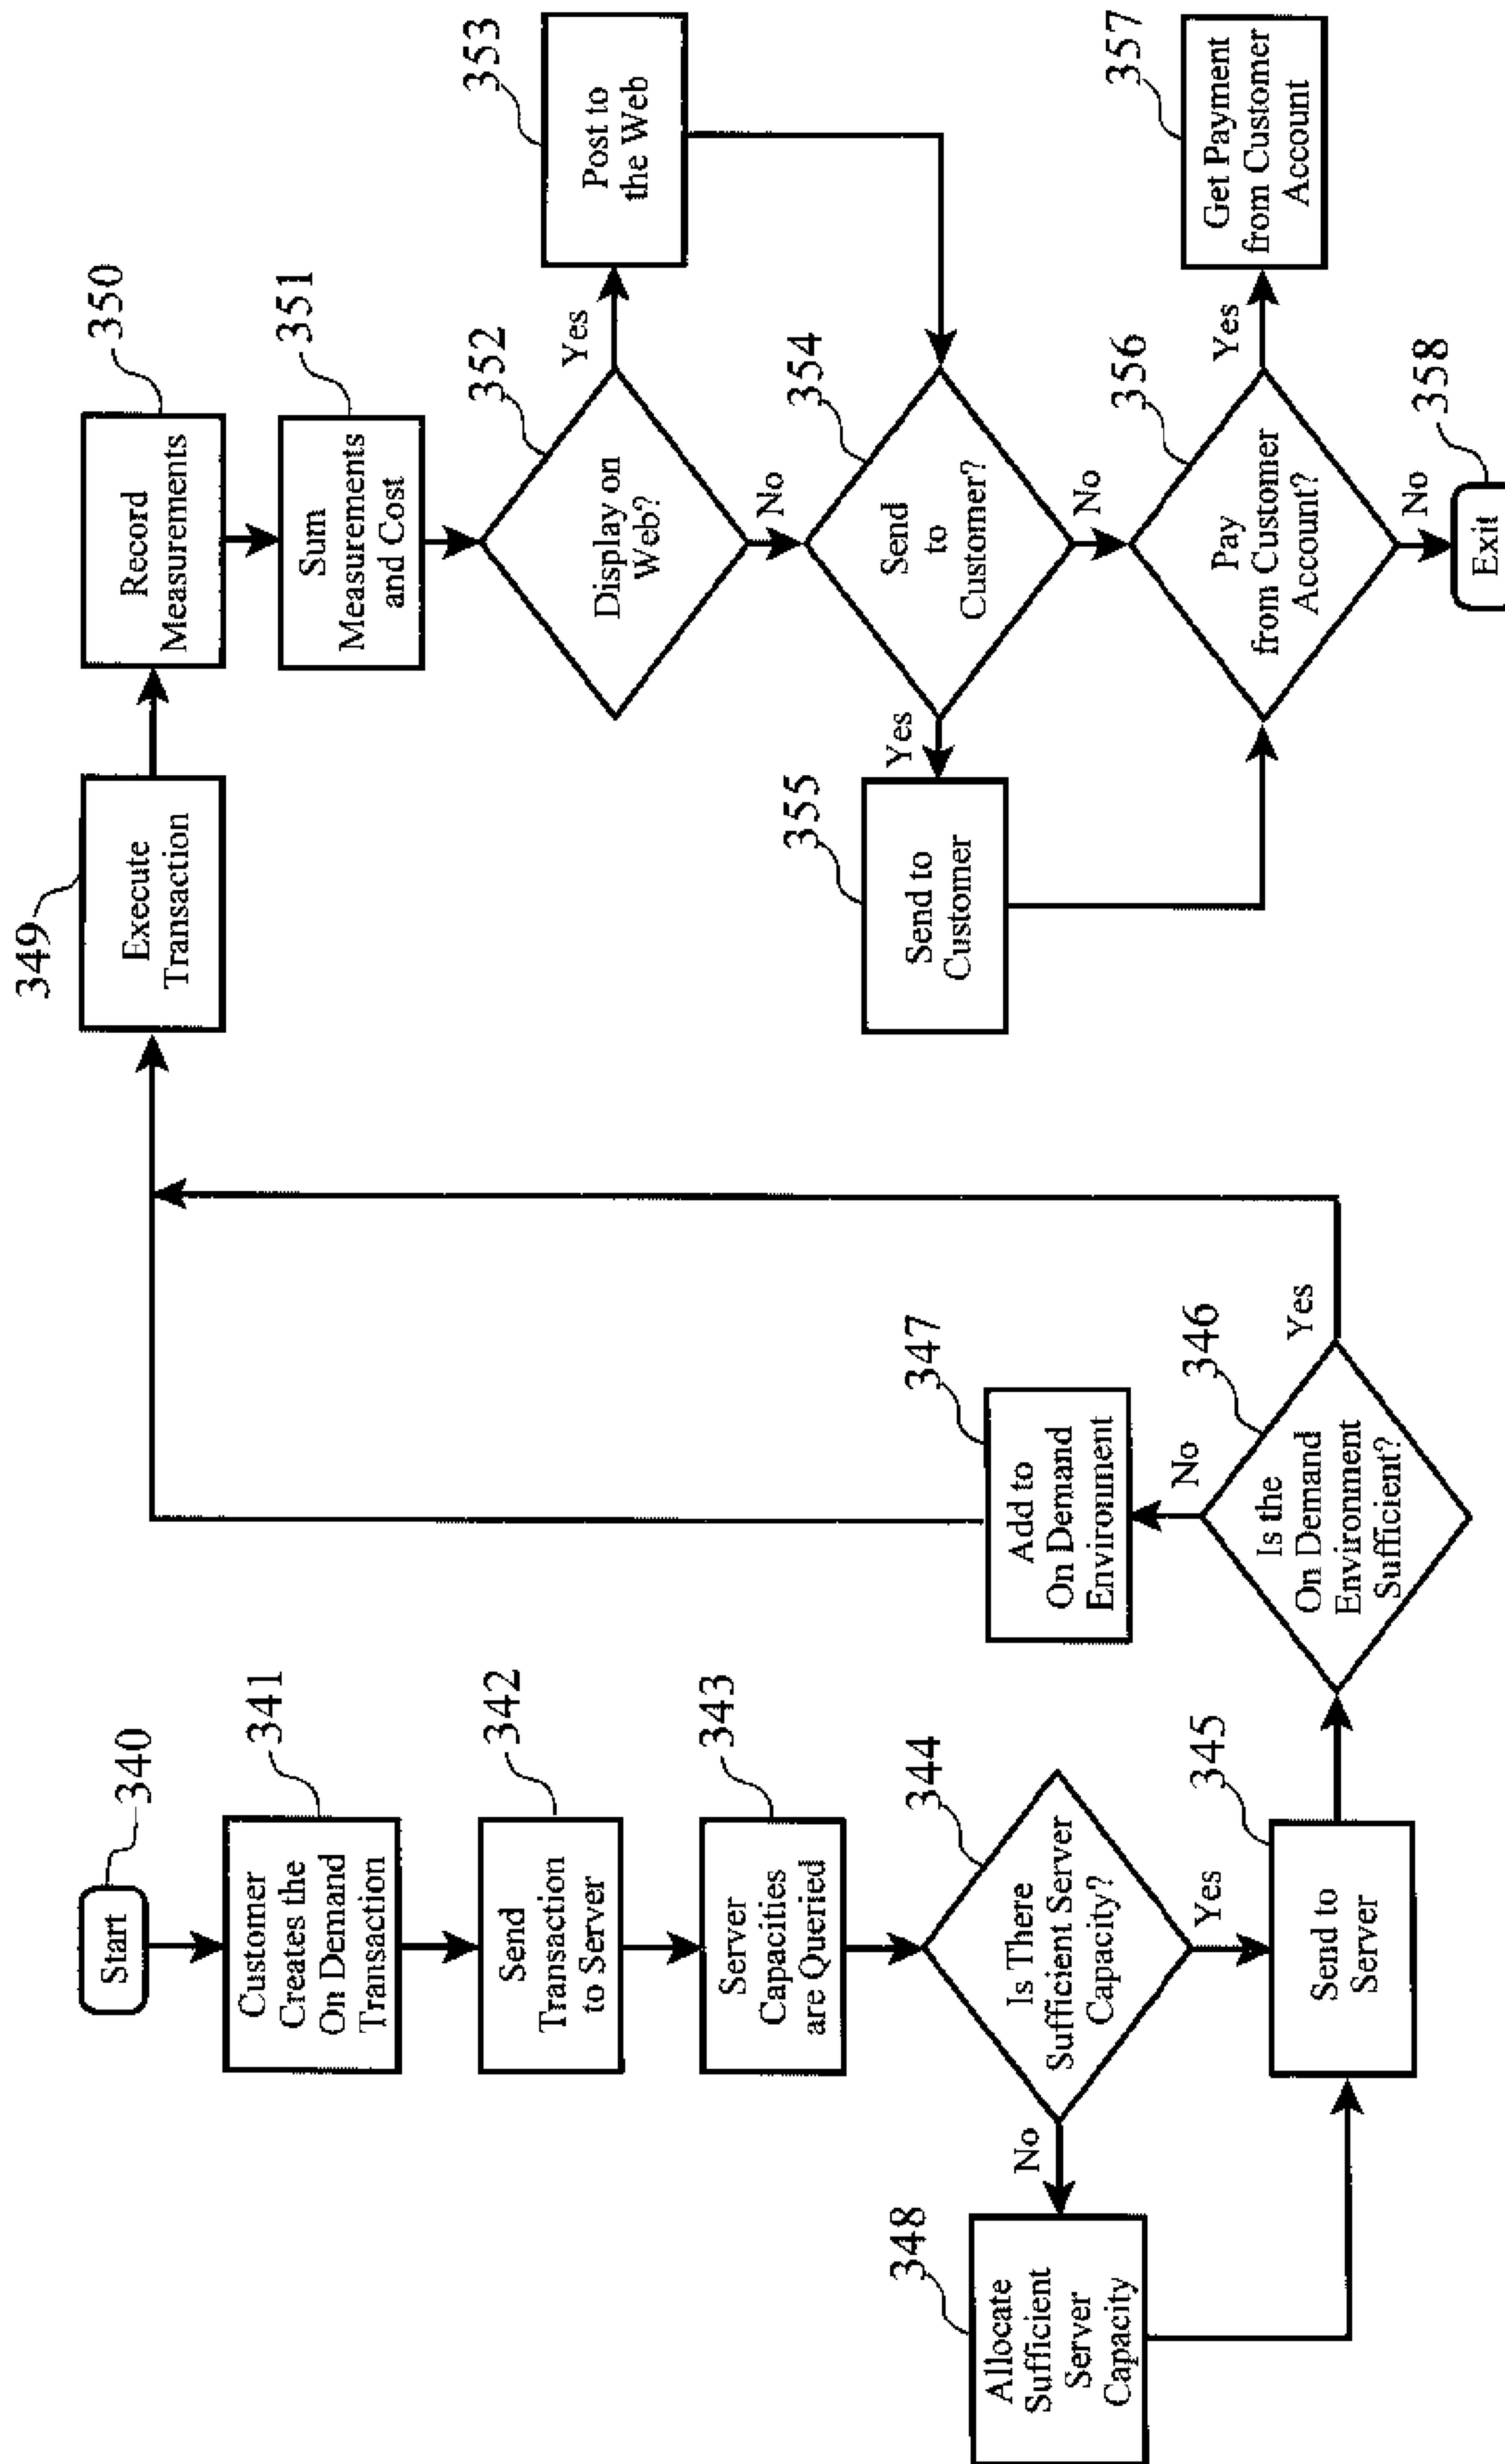 340
Start
341
Customer
Creates the
On Demand
Transaction
342
Send
Transaction
to Server
343
Server
Capacities
are Queried
344
Is There
Sufficient Server
Capacity?
No
Yes
348
Allocate
Sufficient
Server
Capacity
345
Send to
Server
346
Is the
On Demand
Environment
Sufficient?
No
Yes
347
Add to
On Demand
Environment
349
Execute
Transaction
350
Record
Measurements
351
Sum
Measurements
and Cost
352
Display on
Web?
Yes
No
353
Post to
the Web
354
Send
to
Customer?
Yes
No
355
Send to
Customer
356
Pay
from Customer
Account?
Yes
No
357
Get Payment
from Customer
Account
358
Exit